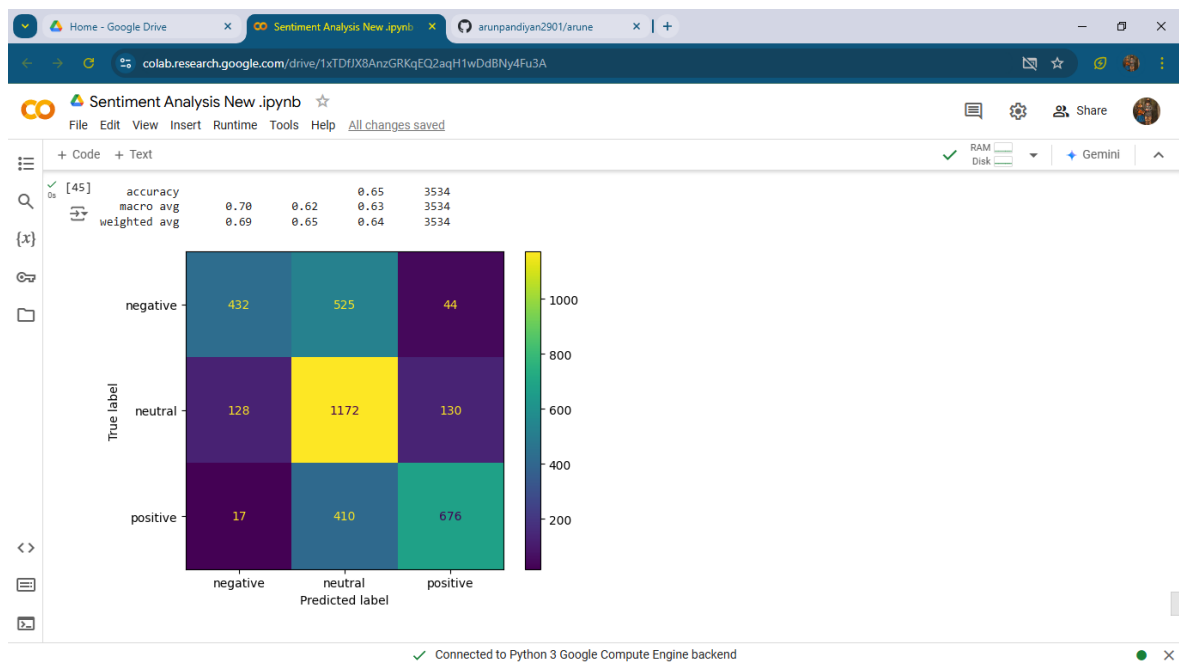 Home - Google Drive
Sentiment Analysis New .ipynb
arunpandiyan2901/arune
colab.research.google.com/drive/1xTDfJX8AnzGRKqEQ2aqH1wDdBNy4Fu3A
Sentiment Analysis New .ipynb
File Edit View Insert Runtime Tools Help All changes saved
Share
+ Code + Text
RAM
Disk
Gemini
0s
[45]
accuracy 0.65 3534
macro avg 0.70 0.62 0.63 3534
weighted avg 0.69 0.65 0.64 3534
{x}
negative 432 525 44
neutral 128 1172 130
positive 17 410 676
True label
negative neutral positive
Predicted label
1000
800
600
400
200
Connected to Python 3 Google Compute Engine backend